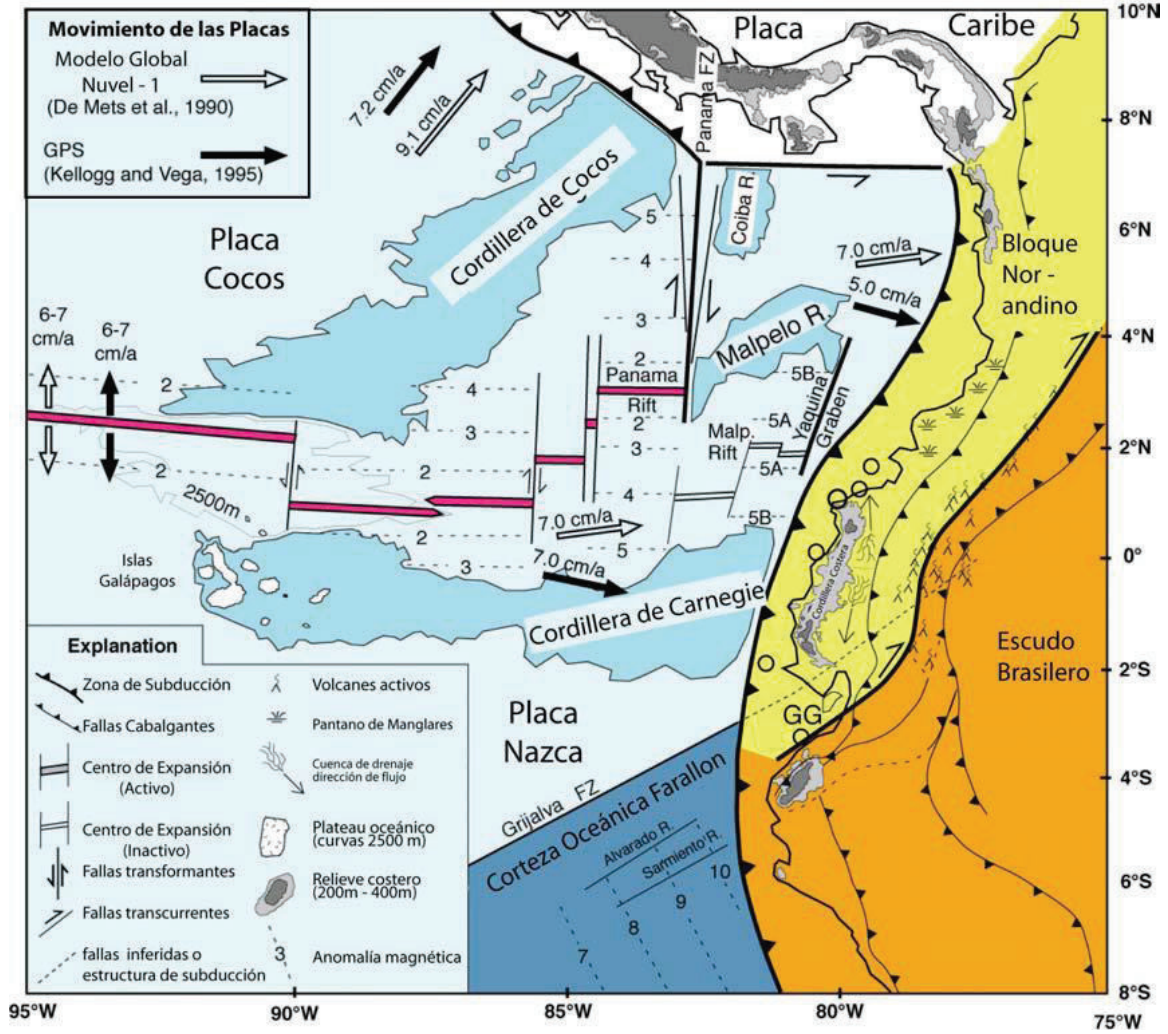 Movimiento de las Placas
Modelo Global
Nuvel - 1
(De Mets et al., 1990)
GPS
(Kellogg and Vega, 1995)
7.2 cm/a
9.1 cm/a
Placa
Caribe
Panama FZ
10°N
8°N
6°N
4°N
2°N
0°
2°S
4°S
6°S
8°S
Placa
Cocos
Cordillera de Cocos
Coiba R.
5
4
3
2
7.0 cm/a
5.0 cm/a
Bloque
Nor -
andino
Malpelo R.
6-7
cm/a
6-7
cm/a
2
4
Panama
Rift
5B
3
2
3
5A
Yaquina
Graben
Malp.
Rift
2
2
4
5A
2500m
5B
7.0 cm/a
2
5
3
7.0 cm/a
Islas
Galápagos
Cordillera Costera
Cordillera de Carnegie
Escudo
Brasilero
GG
Placa
Nazca
Grijalva FZ
Corteza Oceánica Farallon
Alvarado R.
Sarmiento R.
10
9
8
7
Explanation
Zona de Subducción
Fallas Cabalgantes
Centro de Expansión
(Activo)
Centro de Expansión
(Inactivo)
Fallas transformantes
Fallas transcurrentes
fallas inferidas o
estructura de subducción
Volcanes activos
Pantano de Manglares
Cuenca de drenaje
dirección de flujo
Plateau oceánico
(curvas 2500 m)
Relieve costero
(200m - 400m)
3
Anomalía magnética
95°W
90°W
85°W
80°W
75°W